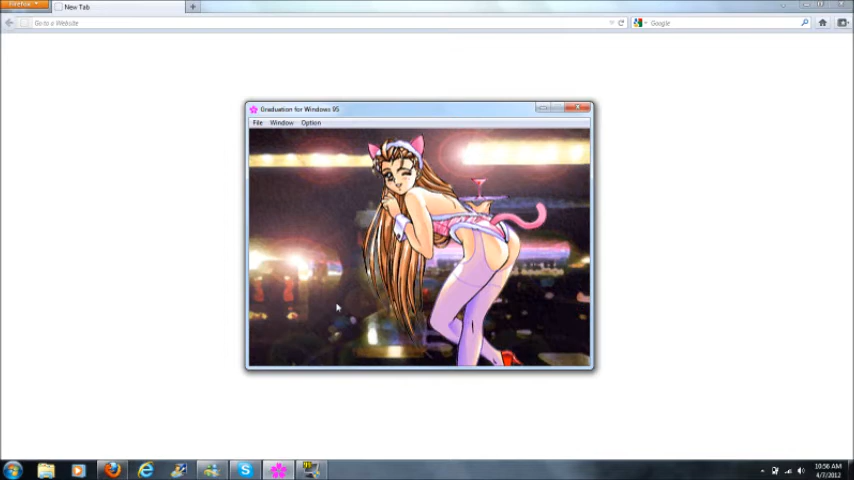 Firefox
New Tab
Go to a Website
Google
Graduation for Windows 95
File Window Option
10:56 AM
4/7/2012